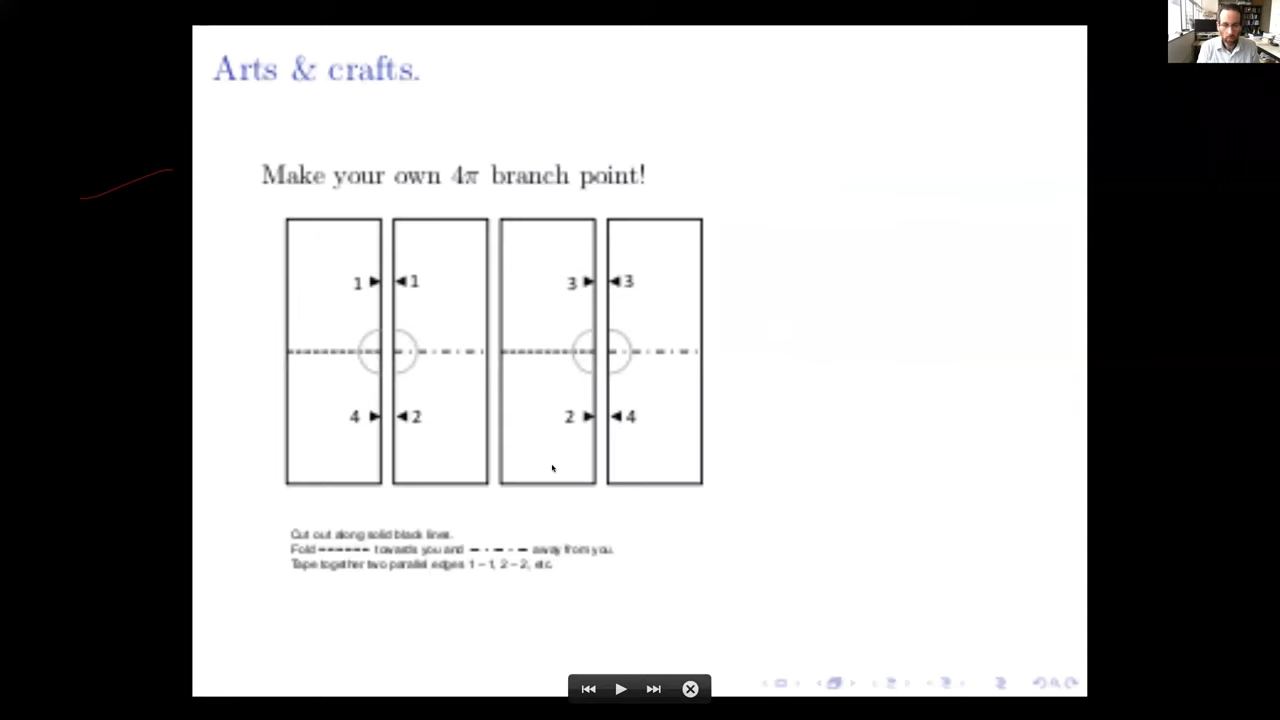 Arts & crafts.
Make your own 4π branch point!
1 1 3 3
4 2 2 4
Cut out along solid black lines.
Fold towards you and away from you.
Tape together two parallel edges 1 – 1, 2 – 2, etc.